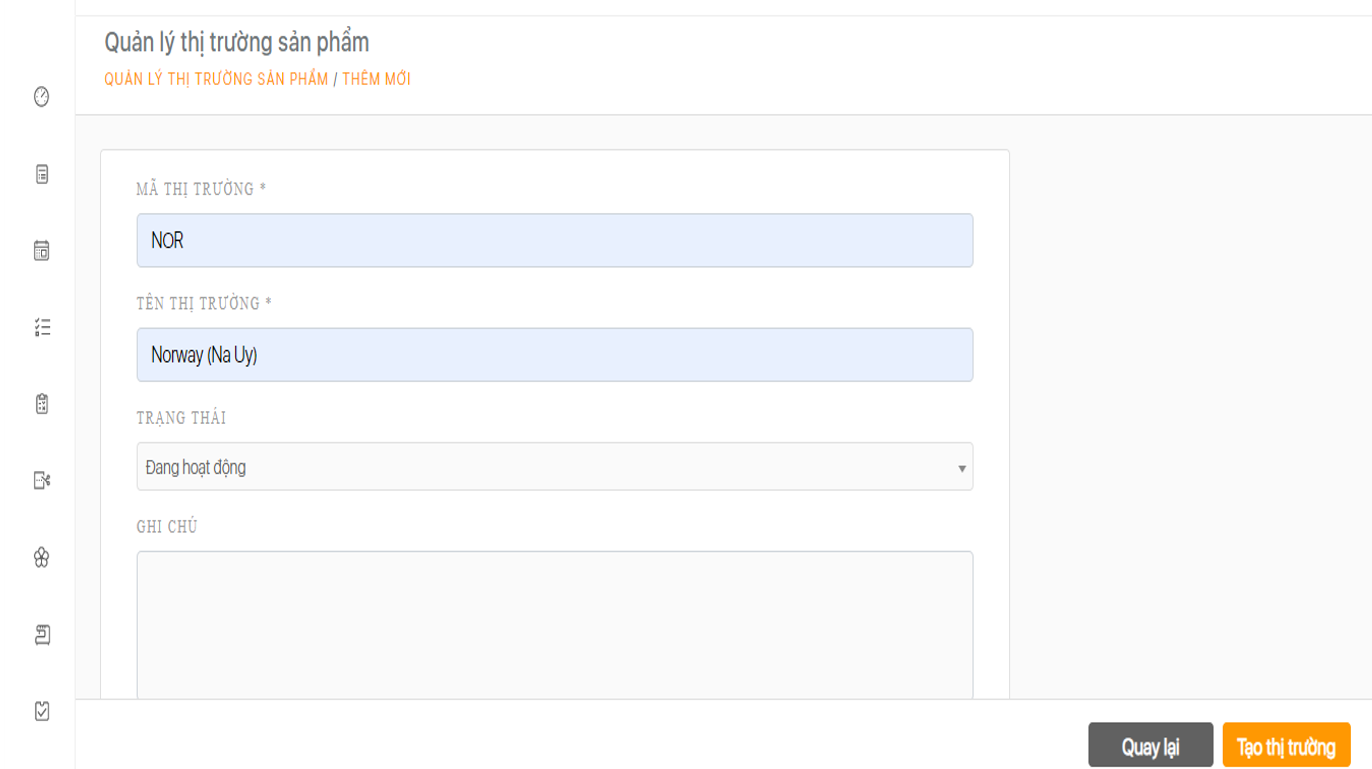 Quản lý thị trường sản phẩm
QUẢN LÝ THỊ TRƯỜNG SẢN PHẨM / THÊM MỚI
MÃ THỊ TRƯỜNG *
NOR
TÊN THỊ TRƯỜNG *
Norway (Na Uy)
TRẠNG THÁI
Đang hoạt động
GHI CHÚ
Quay lại Tạo thị trường